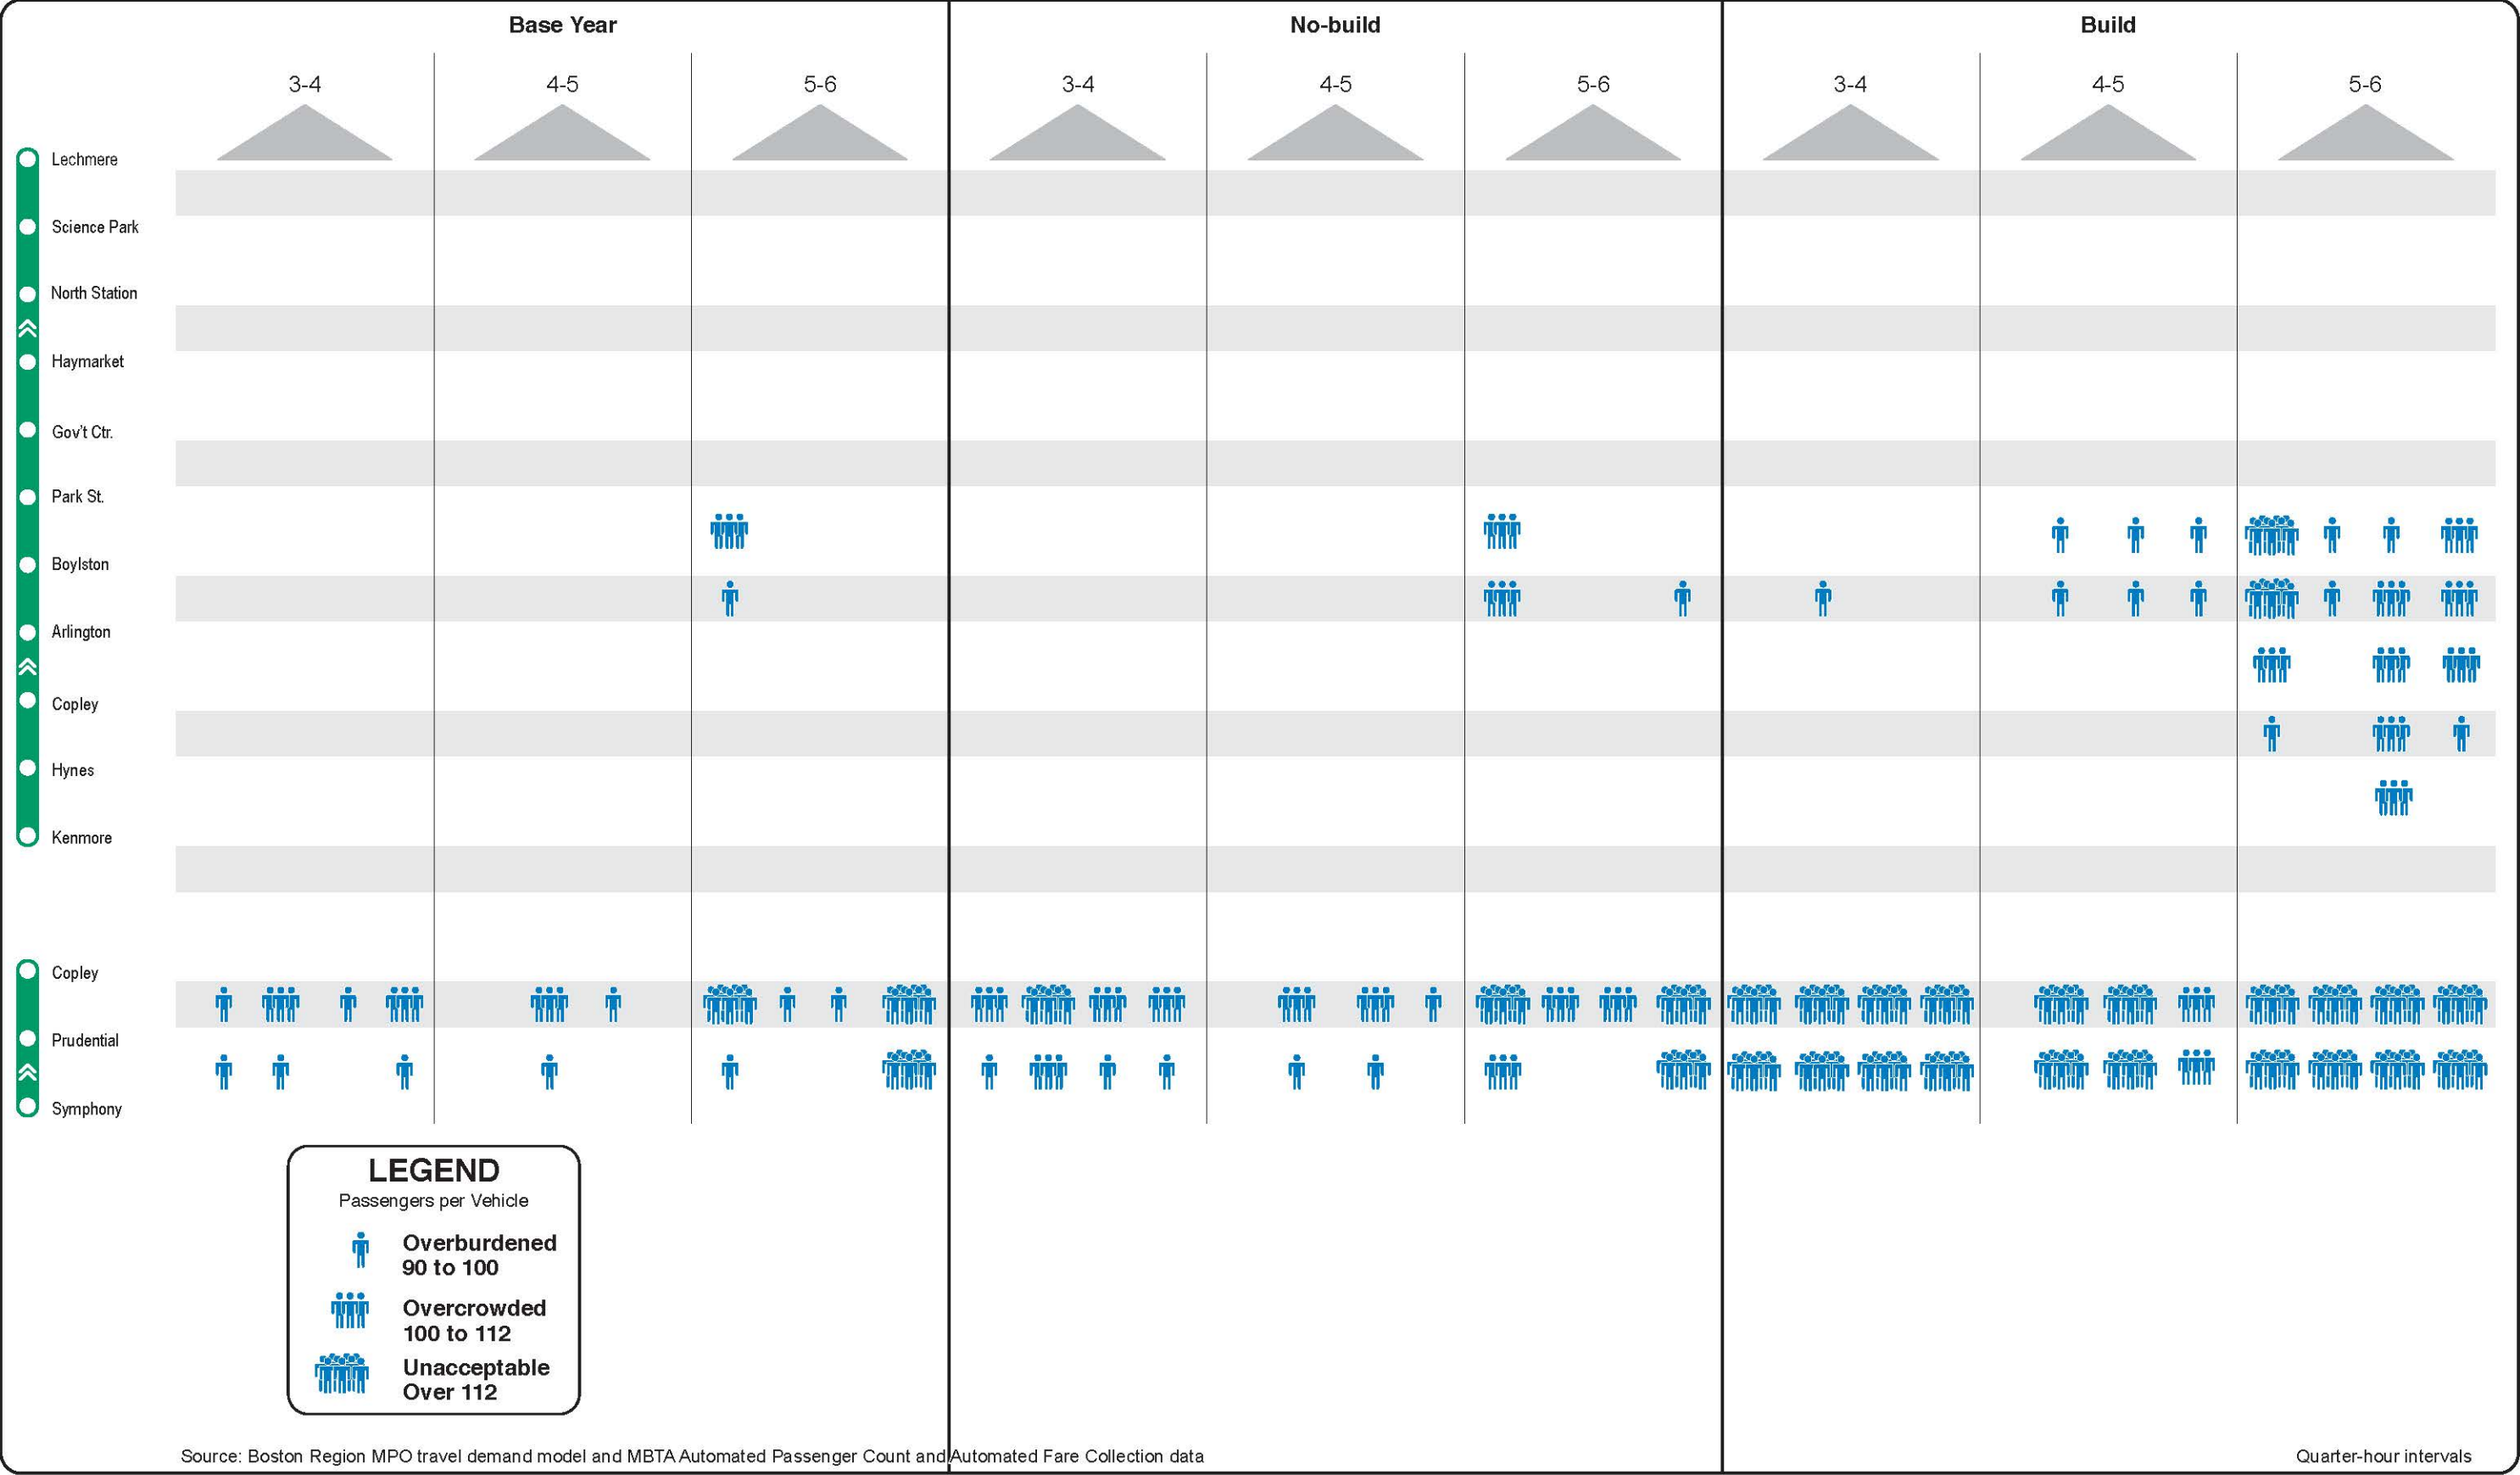 Base Year
No-build
Build
3-4
4-5
5-6
3-4
4-5
5-6
3-4
4-5
5-6
Lechmere
Science Park
North Station
Haymarket
Gov't Ctr.
Park St.
Boylston
Arlington
Copley
Hynes
Kenmore
Copley
Prudential
Symphony
LEGEND
Passengers per Vehicle
Overburdened
90 to 100
Overcrowded
100 to 112
Unacceptable
Over 112
Source: Boston Region MPO travel demand model and MBTA Automated Passenger Count and Automated Fare Collection data
Quarter-hour intervals